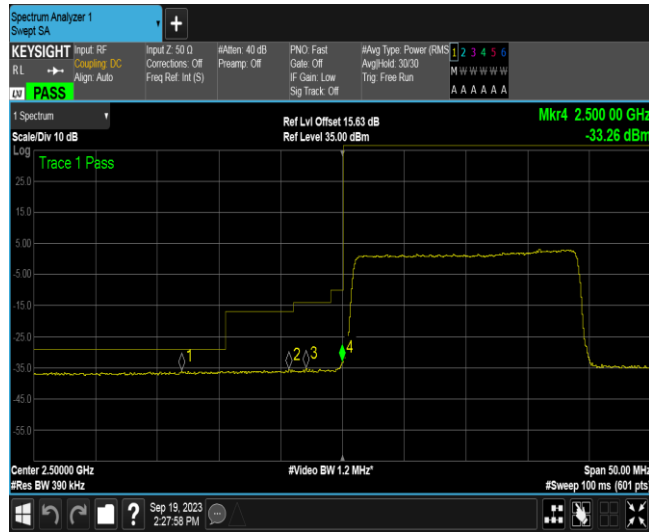 Spectrum Analyzer 1
Swept SA
+
KEYSIGHT
RL
LXI PASS
Input: RF
Coupling: DC
Align: Auto
Input Z: 50 Ω
Corrections: Off
Freq Ref: Int (S)
#Atten: 40 dB
Preamp: Off
PNO: Fast
Gate: Off
IF Gain: Low
Sig Track: Off
#Avg Type: Power (RMS
Avg|Hold: 30/30
Trig: Free Run
1 2 3 4 5 6
M W W W W W
A A A A A A
1 Spectrum
Scale/Div 10 dB
Ref Lvl Offset 15.63 dB
Ref Level 35.00 dBm
Mkr4 2.500 00 GHz
-33.26 dBm
Log
Trace 1 Pass
25.0
15.0
5.00
-5.00
-15.0
-25.0
-35.0
-45.0
-55.0
1
2
3
4
Center 2.50000 GHz
#Res BW 390 kHz
#Video BW 1.2 MHz*
Span 50.00 MHz
#Sweep 100 ms (601 pts)
?
Sep 19, 2023
2:27:58 PM